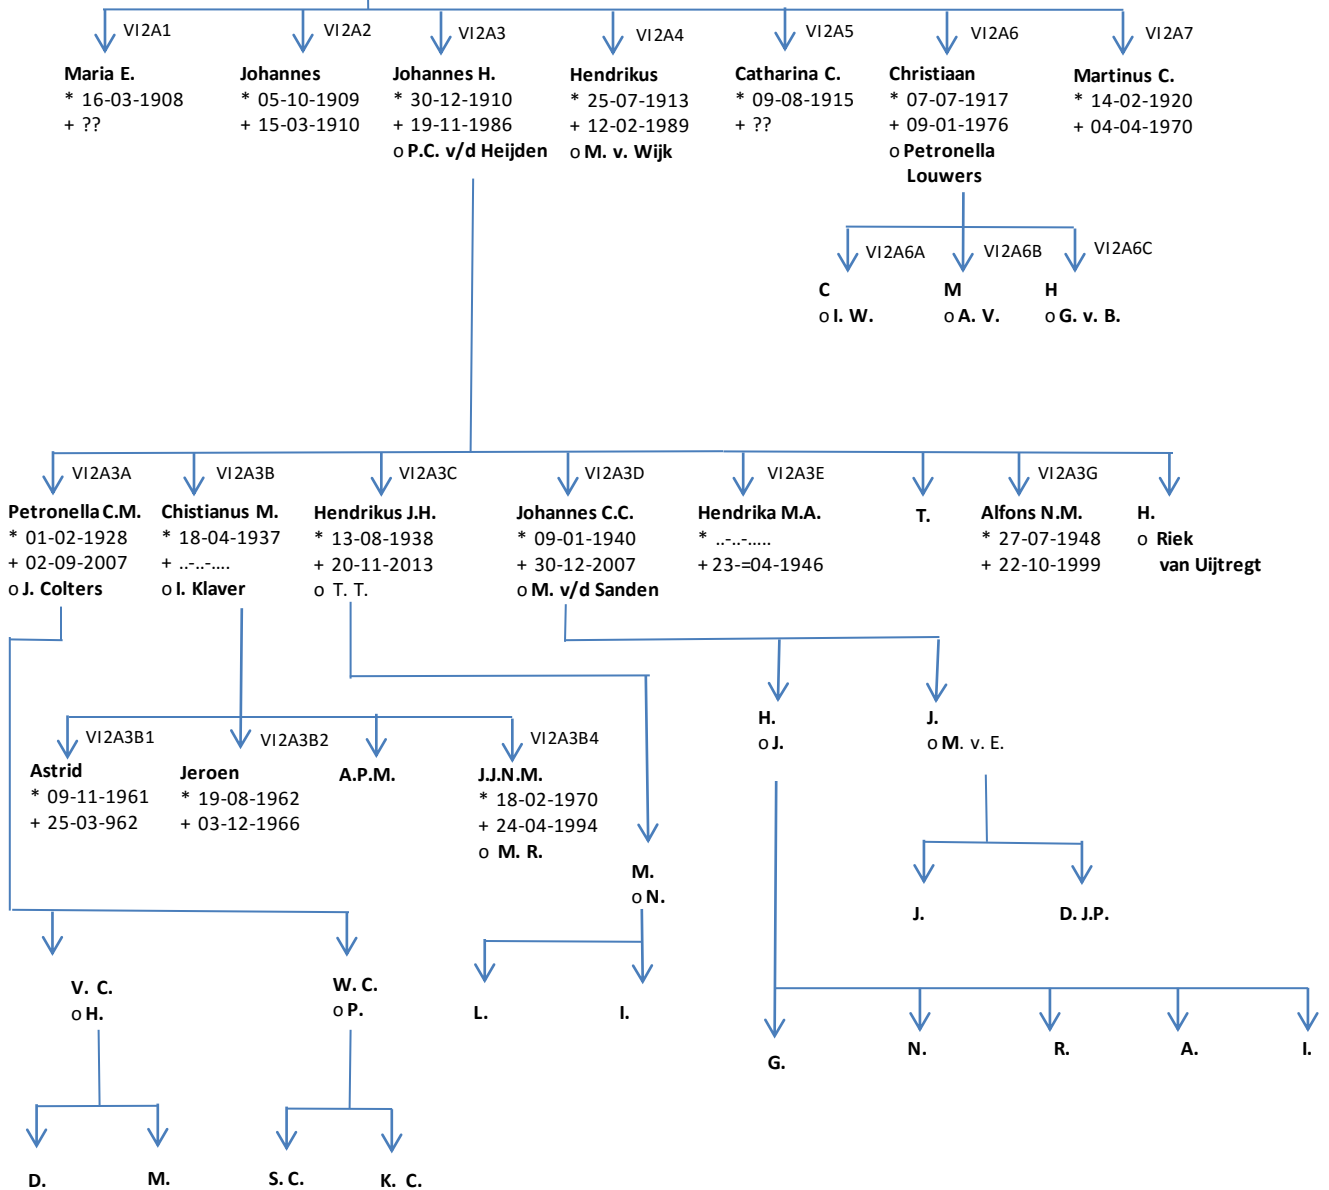 VI2A1
VI2A2
VI2A3
VI2A4
VI2A5
VI2A6
VI2A7
Maria E.
* 16-03-1908
+ ??
Johannes
* 05-10-1909
+ 15-03-1910
Johannes H.
* 30-12-1910
+ 19-11-1986
o P.C. v/d Heijden
Hendrikus
* 25-07-1913
+ 12-02-1989
o M. v. Wijk
Catharina C.
* 09-08-1915
+ ??
Christiaan
* 07-07-1917
+ 09-01-1976
o Petronella
Louwers
Martinus C.
* 14-02-1920
+ 04-04-1970
VI2A6A
VI2A6B
VI2A6C
C
o I. W.
M
o A. V.
H
o G. v. B.
VI2A3A
VI2A3B
VI2A3C
VI2A3D
VI2A3E
VI2A3G
Petronella C.M.
* 01-02-1928
+ 02-09-2007
o J. Colters
Chistianus M.
* 18-04-1937
+ ..-..-....
o I. Klaver
Hendrikus J.H.
* 13-08-1938
+ 20-11-2013
o T. T.
Johannes C.C.
* 09-01-1940
+ 30-12-2007
o M. v/d Sanden
Hendrika M.A.
* ..-..-.....
+ 23-=04-1946
T.
Alfons N.M.
* 27-07-1948
+ 22-10-1999
H.
o Riek
van Uijtregt
VI2A3B1
VI2A3B2
VI2A3B4
Astrid
* 09-11-1961
+ 25-03-962
Jeroen
* 19-08-1962
+ 03-12-1966
A.P.M.
J.J.N.M.
* 18-02-1970
+ 24-04-1994
o M. R.
H.
o J.
J.
o M. v. E.
M.
o N.
J.
D. J.P.
V. C.
o H.
W. C.
o P.
L.
I.
G.
N.
R.
A.
I.
D.
M.
S. C.
K. C.